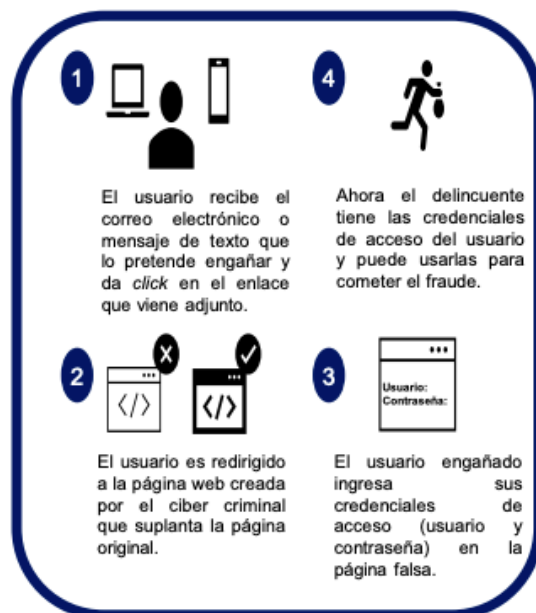 1
El usuario recibe el
correo electrónico o
mensaje de texto que
lo pretende engañar y
da click en el enlace
que viene adjunto.
2
</>
</>
El usuario es redirigido
a la página web creada
por el ciber criminal
que suplanta la página
original.
3
Usuario:
Contraseña:
El usuario engañado
ingresa sus
credenciales de
acceso (usuario y
contraseña) en la
página falsa.
4
Ahora el delincuente
tiene las credenciales
de acceso del usuario
y puede usarlas para
cometer el fraude.